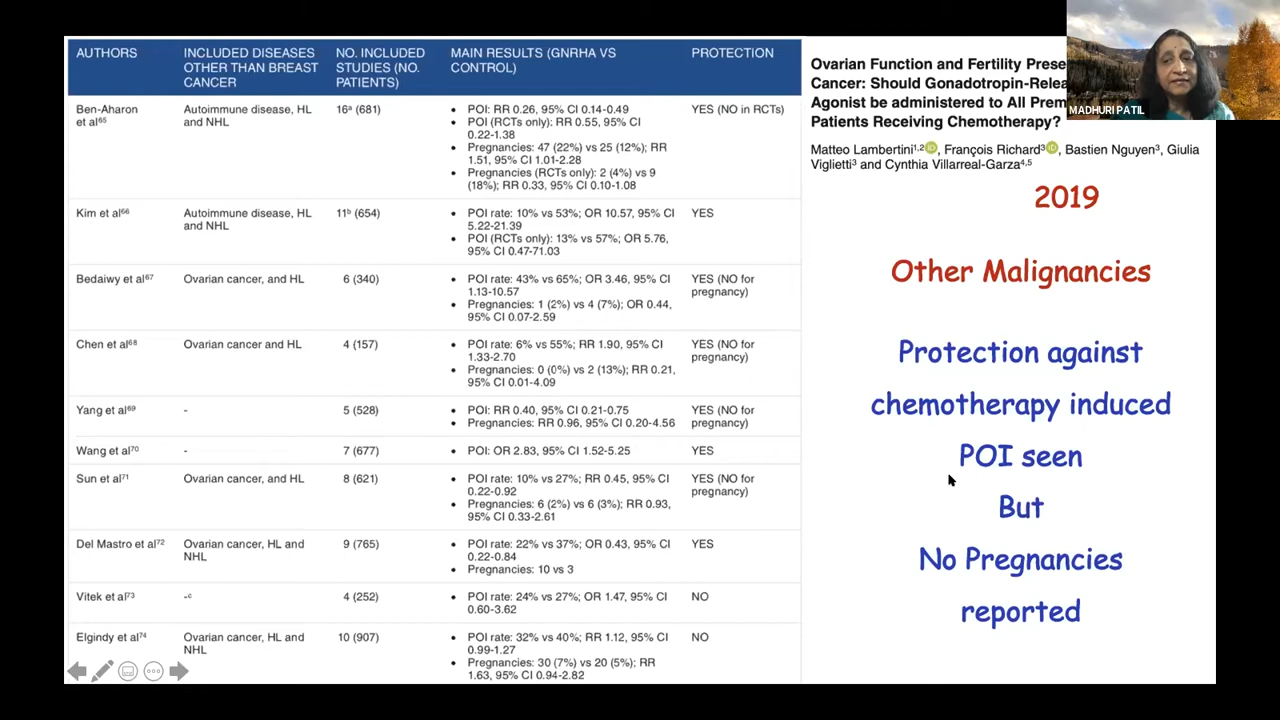 AUTHORS
INCLUDED DISEASES
OTHER THAN BREAST
CANCER
NO. INCLUDED
STUDIES (NO.
PATIENTS)
MAIN RESULTS (GNRHA VS
CONTROL)
PROTECTION
Ben-Aharon
et al⁶⁵
Autoimmune disease, HL
and NHL
16ᵃ (681)
• POI: RR 0.26, 95% CI 0.14-0.49
• POI (RCTs only): RR 0.55, 95% CI
0.22-1.38
• Pregnancies: 47 (22%) vs 25 (12%); RR
1.51, 95% CI 1.01-2.28
• Pregnancies (RCTs only): 2 (4%) vs 9
(18%); RR 0.33, 95% CI 0.10-1.08
YES (NO in RCTs)
Kim et al⁶⁶
Autoimmune disease, HL
and NHL
11ᵇ (654)
• POI rate: 10% vs 53%; OR 10.57, 95% CI
5.22-21.39
• POI (RCTs only): 13% vs 57%; OR 5.76,
95% CI 0.47-71.03
YES
Bedaiwy et al⁶⁷
Ovarian cancer, and HL
6 (340)
• POI rate: 43% vs 65%; OR 3.46, 95% CI
1.13-10.57
• Pregnancies: 1 (2%) vs 4 (7%); OR 0.44,
95% CI 0.07-2.59
YES (NO for
pregnancy)
Chen et al⁶⁸
Ovarian cancer and HL
4 (157)
• POI rate: 6% vs 55%; RR 1.90, 95% CI
1.33-2.70
• Pregnancies: 0 (0%) vs 2 (13%); RR 0.21,
95% CI 0.01-4.09
YES (NO for
pregnancy)
Yang et al⁶⁹
-
5 (528)
• POI: RR 0.40, 95% CI 0.21-0.75
• Pregnancies: RR 0.96, 95% CI 0.20-4.56
YES (NO for
pregnancy)
Wang et al⁷⁰
-
7 (677)
• POI: OR 2.83, 95% CI 1.52-5.25
YES
Sun et al⁷¹
Ovarian cancer, and HL
8 (621)
• POI rate: 10% vs 27%; RR 0.45, 95% CI
0.22-0.92
• Pregnancies: 6 (2%) vs 6 (3%); RR 0.93,
95% CI 0.33-2.61
YES (NO for
pregnancy)
Del Mastro et al⁷²
Ovarian cancer, HL and
NHL
9 (765)
• POI rate: 22% vs 37%; OR 0.43, 95% CI
0.22-0.84
• Pregnancies: 10 vs 3
YES
Vitek et al⁷³
-ᶜ
4 (252)
• POI rate: 24% vs 27%; OR 1.47, 95% CI
0.60-3.62
NO
Elgindy et al⁷⁴
Ovarian cancer, HL and
NHL
10 (907)
• POI rate: 32% vs 40%; RR 1.12, 95% CI
0.99-1.27
• Pregnancies: 30 (7%) vs 20 (5%); RR
1.63, 95% CI 0.94-2.82
NO
Ovarian Function and Fertility Prese
Cancer: Should Gonadotropin-Relea
Agonist be administered to All Prem
Patients Receiving Chemotherapy?
MADHURI PATIL
Matteo Lambertini¹,², François Richard³, Bastien Nguyen³, Giulia
Viglietti³ and Cynthia Villarreal-Garza⁴,⁵
2019
Other Malignancies
Protection against
chemotherapy induced
POI seen
But
No Pregnancies
reported